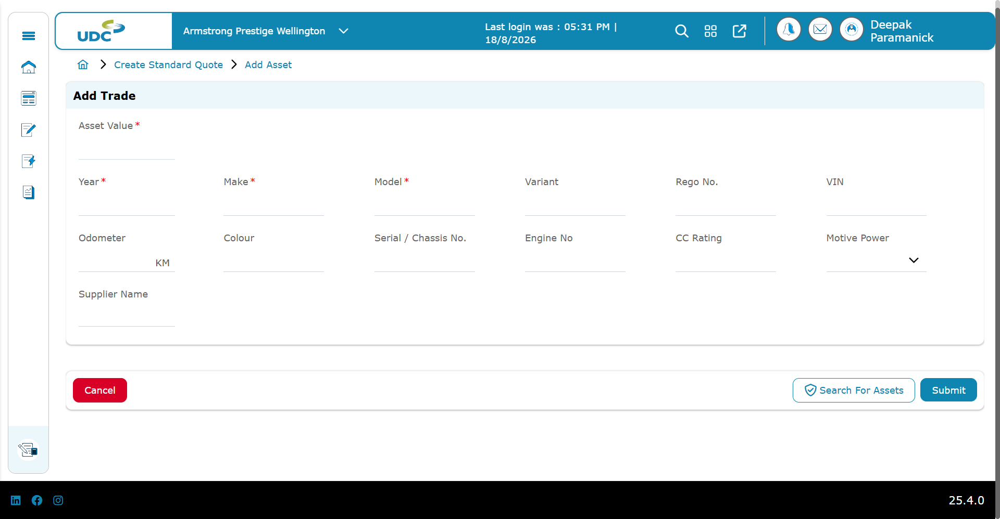 UDC
Armstrong Prestige Wellington
Last login was : 05:31 PM |
18/8/2026
Deepak
Paramanick
Create Standard Quote
Add Asset
Add Trade
Asset Value *
Year *
Make *
Model *
Variant
Rego No.
VIN
Odometer
Colour
Serial / Chassis No.
Engine No
CC Rating
Motive Power
KM
Supplier Name
Cancel
Search For Assets
Submit
25.4.0